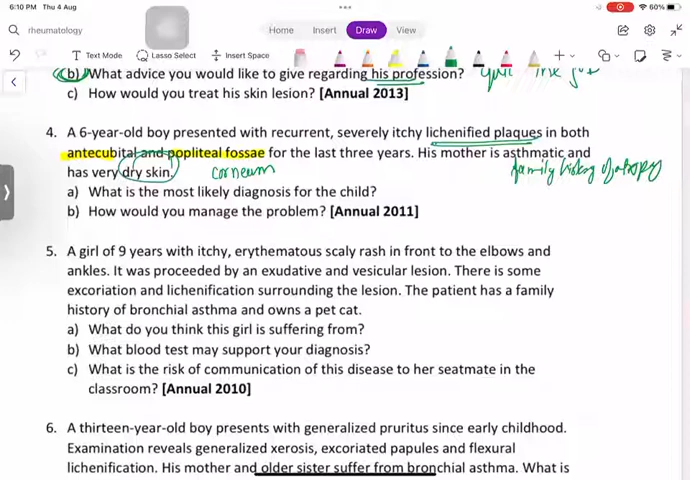 6:10 PM Thu 4 Aug
60%
rheumatology
Home Insert Draw View
Text Mode Lasso Select Insert Space
b) What advice you would like to give regarding his profession? give the job
c) How would you treat his skin lesion? [Annual 2013]
4. A 6-year-old boy presented with recurrent, severely itchy lichenified plaques in both
antecubital and popliteal fossae for the last three years. His mother is asthmatic and
has very dry skin. corneum family history of atropy
a) What is the most likely diagnosis for the child?
b) How would you manage the problem? [Annual 2011]
5. A girl of 9 years with itchy, erythematous scaly rash in front to the elbows and
ankles. It was proceeded by an exudative and vesicular lesion. There is some
excoriation and lichenification surrounding the lesion. The patient has a family
history of bronchial asthma and owns a pet cat.
a) What do you think this girl is suffering from?
b) What blood test may support your diagnosis?
c) What is the risk of communication of this disease to her seatmate in the
classroom? [Annual 2010]
6. A thirteen-year-old boy presents with generalized pruritus since early childhood.
Examination reveals generalized xerosis, excoriated papules and flexural
lichenification. His mother and older sister suffer from bronchial asthma. What is